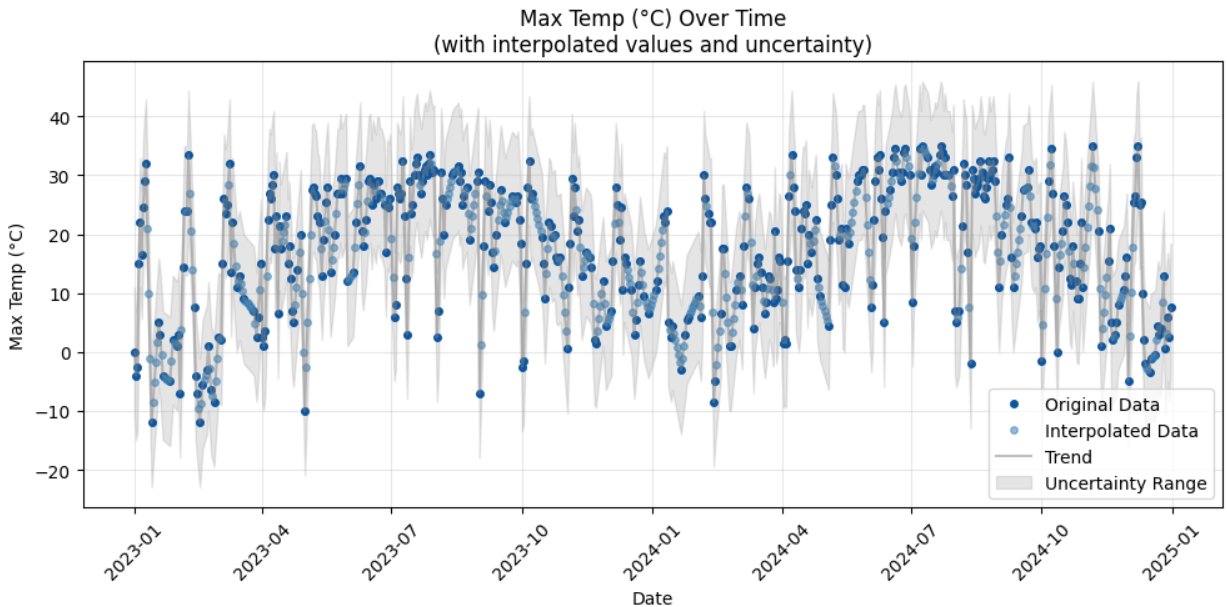 Max Temp (°C) Over Time
(with interpolated values and uncertainty)
Max Temp (°C)
40
30
20
10
0
−10
−20
Original Data
Interpolated Data
Trend
Uncertainty Range
2023-01
2023-04
2023-07
2023-10
2024-01
2024-04
2024-07
2024-10
2025-01
Date